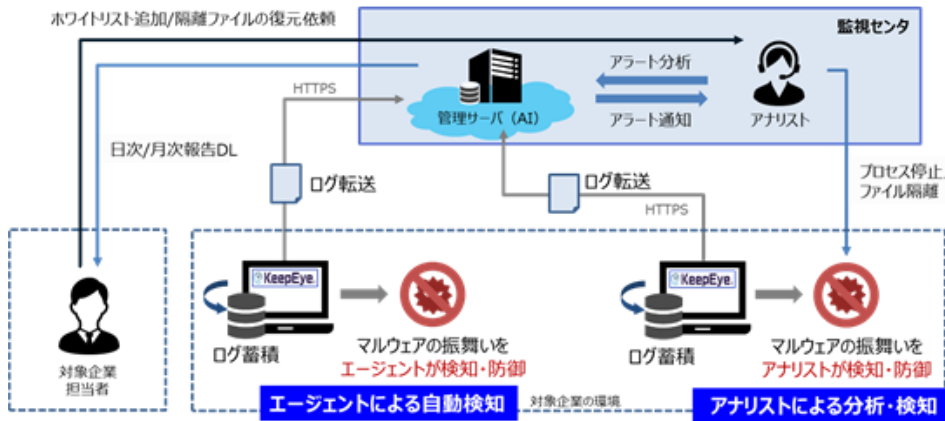 ホワイトリスト追加/隔離ファイルの復元依頼
監視センタ
アラート分析
HTTPS
管理サーバ（AI）
アラート通知
アナリスト
日次/月次報告DL
ログ転送
ログ転送
プロセス停止
ファイル隔離
HTTPS
KeepEye
KeepEye
ログ蓄積
マルウェアの振舞いを
エージェントが検知・防御
ログ蓄積
マルウェアの振舞いを
アナリストが検知・防御
対象企業
担当者
エージェントによる自動検知
対象企業の環境
アナリストによる分析・検知